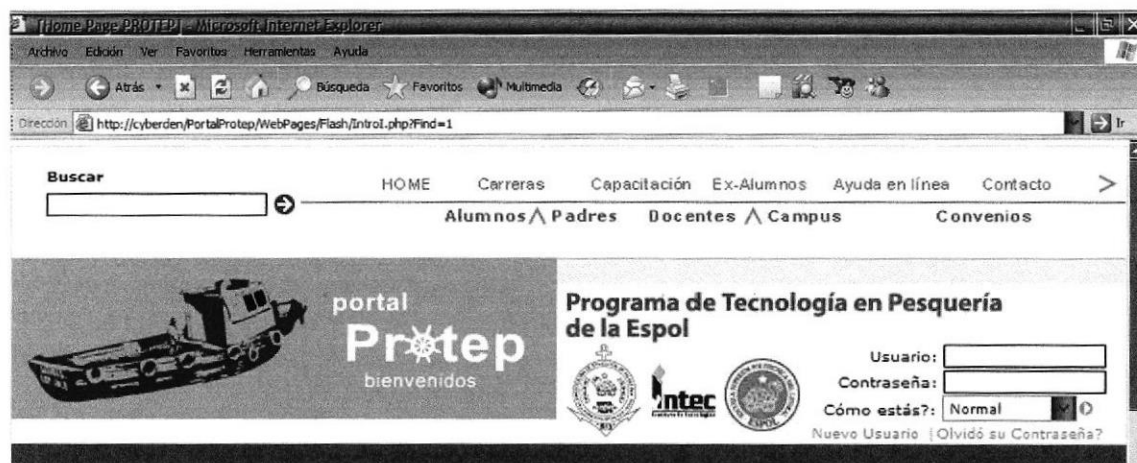 [Home Page PROTEP] - Microsoft Internet Explorer
Archivo Edición Ver Favoritos Herramientas Ayuda
Atrás Búsqueda Favoritos Multimedia
Dirección http://cyberden/PortalProtep/WebPages/Flash/IntroI.php?Find=1 Ir
Buscar
HOME Carreras Capacitación Ex-Alumnos Ayuda en línea Contacto >
Alumnos Padres Docentes Campus Convenios
portal
Protep
bienvenidos
Programa de Tecnología en Pesquería
de la Espol
intec
ESPOL
Usuario:
Contraseña:
Cómo estás?: Normal
Nuevo Usuario | Olvidó su Contraseña?